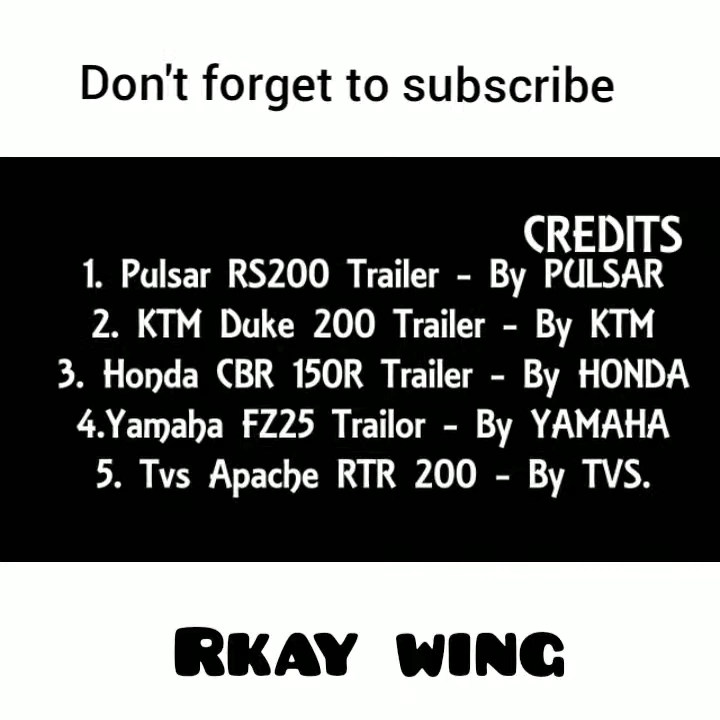 Don't forget to subscribe
CREDITS
1. Pulsar RS200 Trailer - By PULSAR
2. KTM Duke 200 Trailer - By KTM
3. Honda CBR 150R Trailer - By HONDA
4.Yamaha FZ25 Trailor - By YAMAHA
5. Tvs Apache RTR 200 - By TVS.
RKAY WING